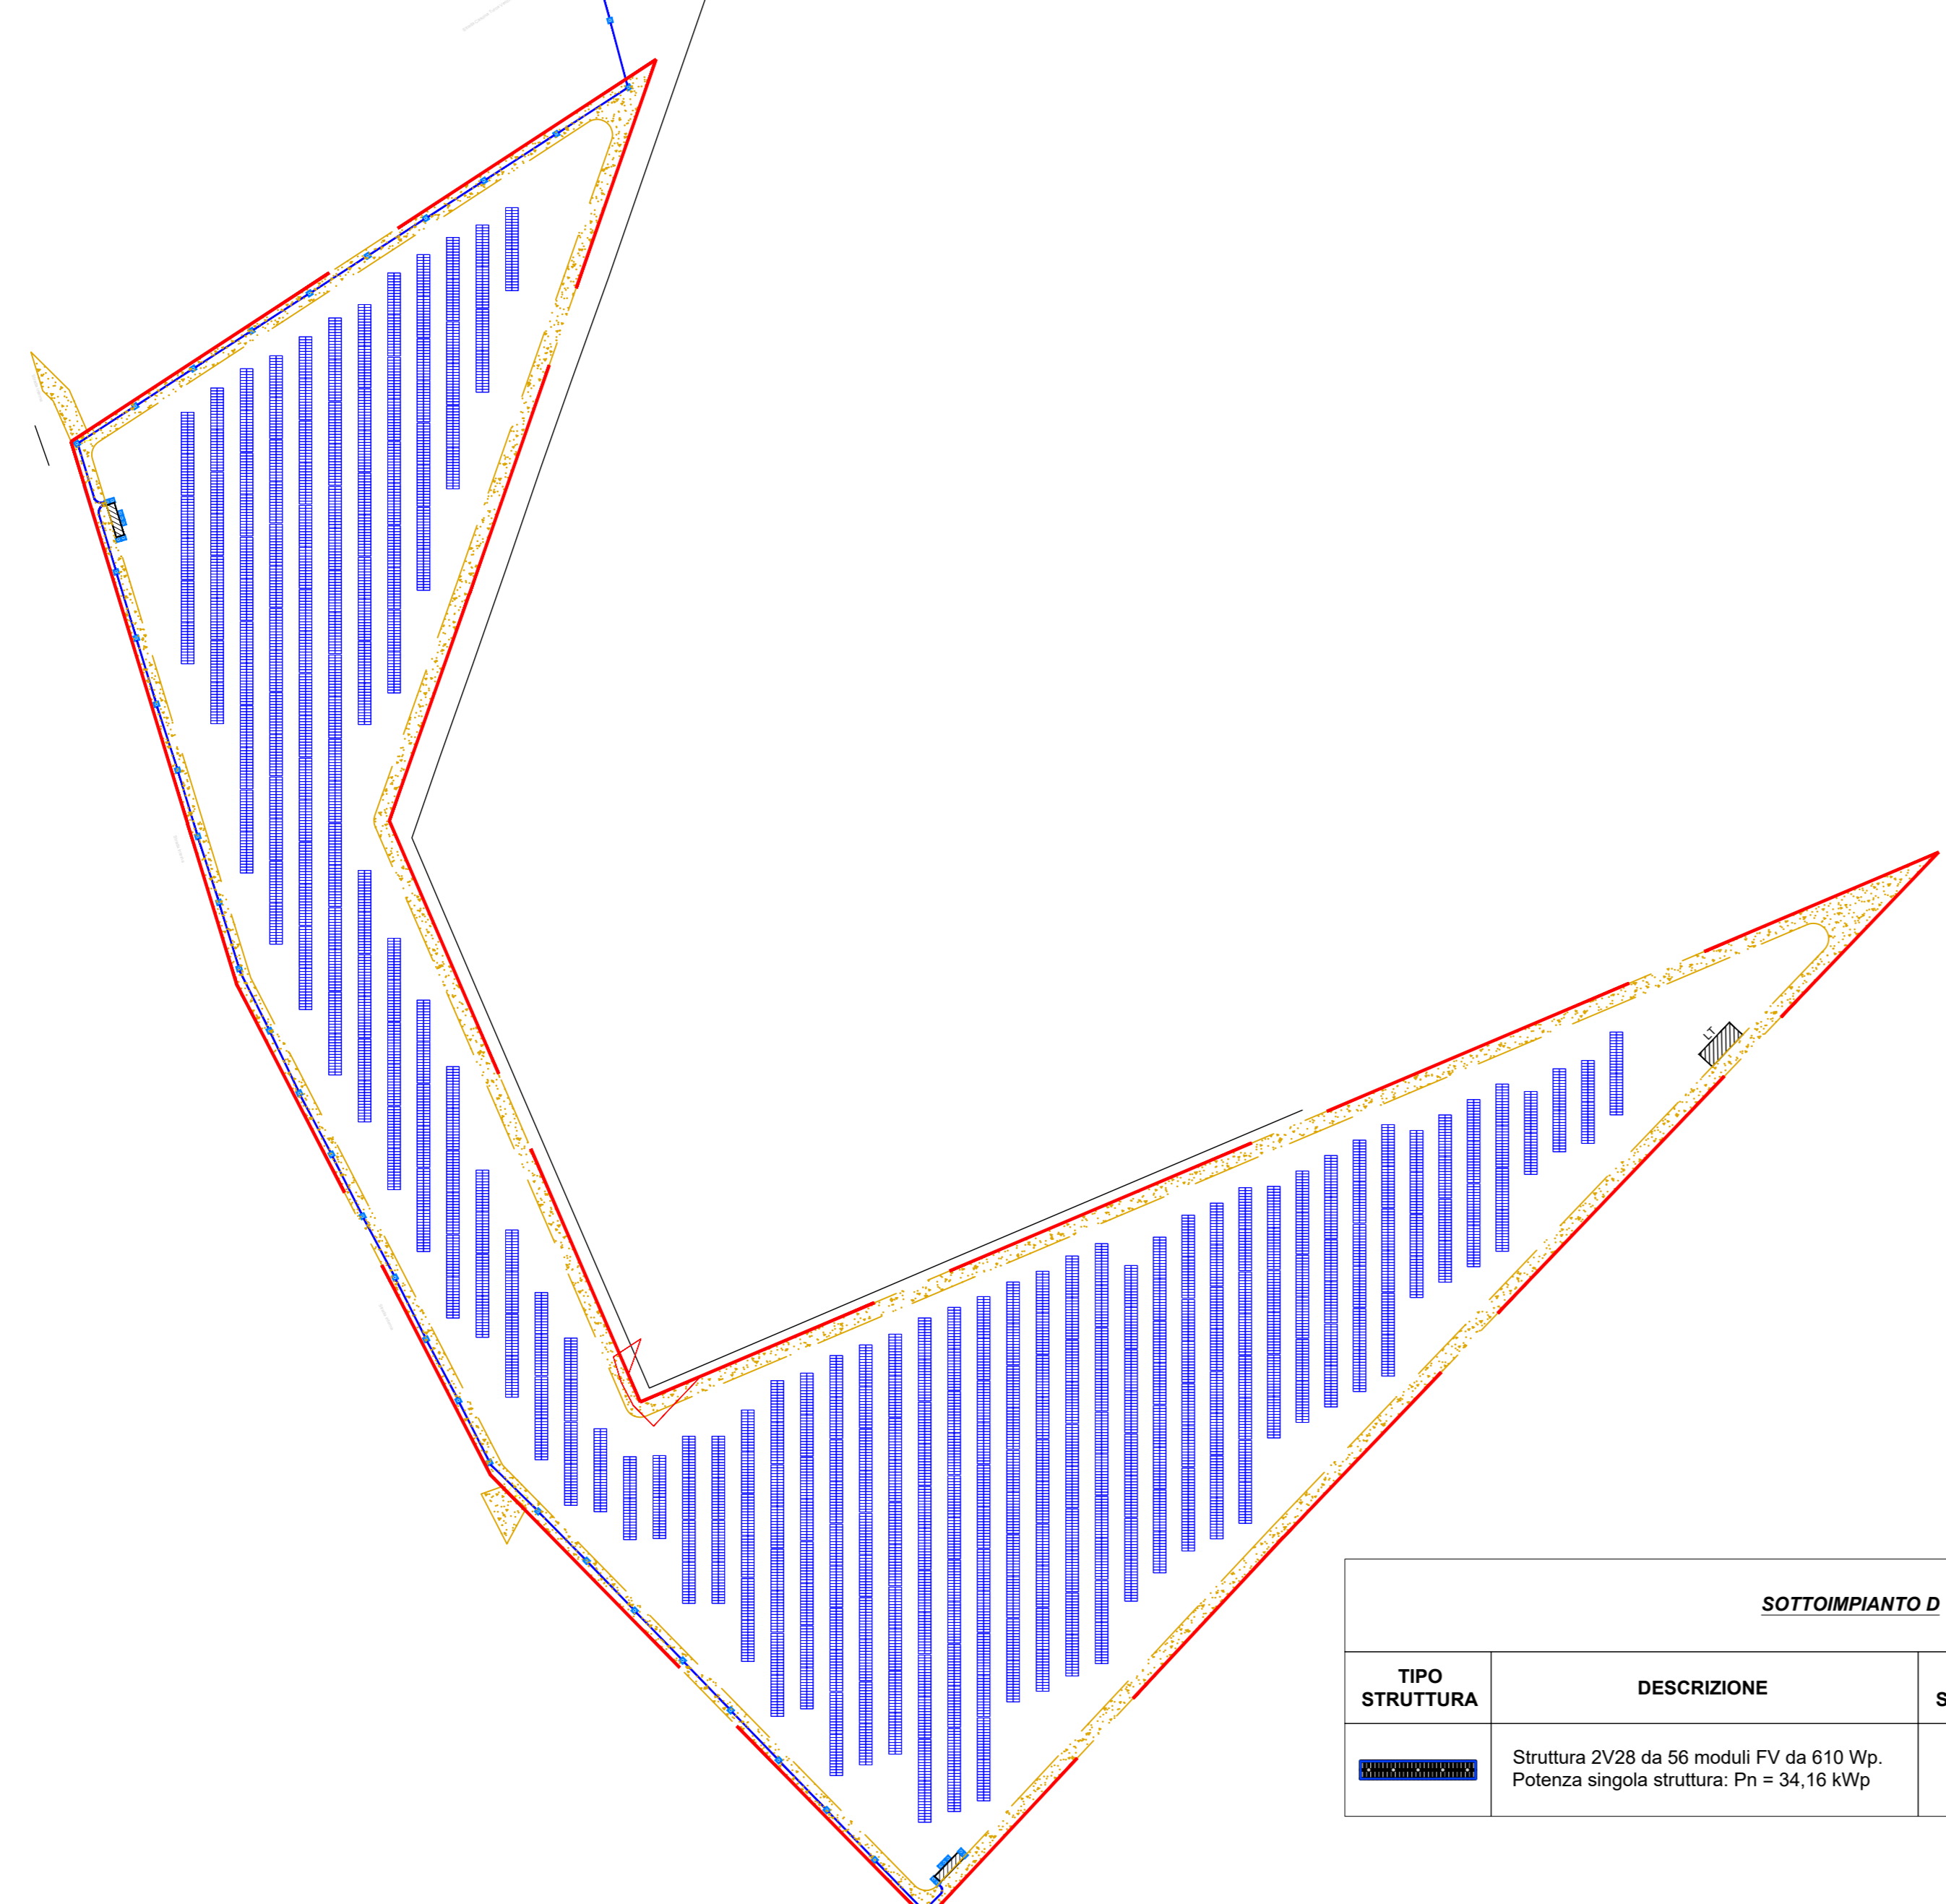 LT
SOTTOIMPIANTO D
TIPO
STRUTTURA
DESCRIZIONE
S
Struttura 2V28 da 56 moduli FV da 610 Wp.
Potenza singola struttura: Pn = 34,16 kWp